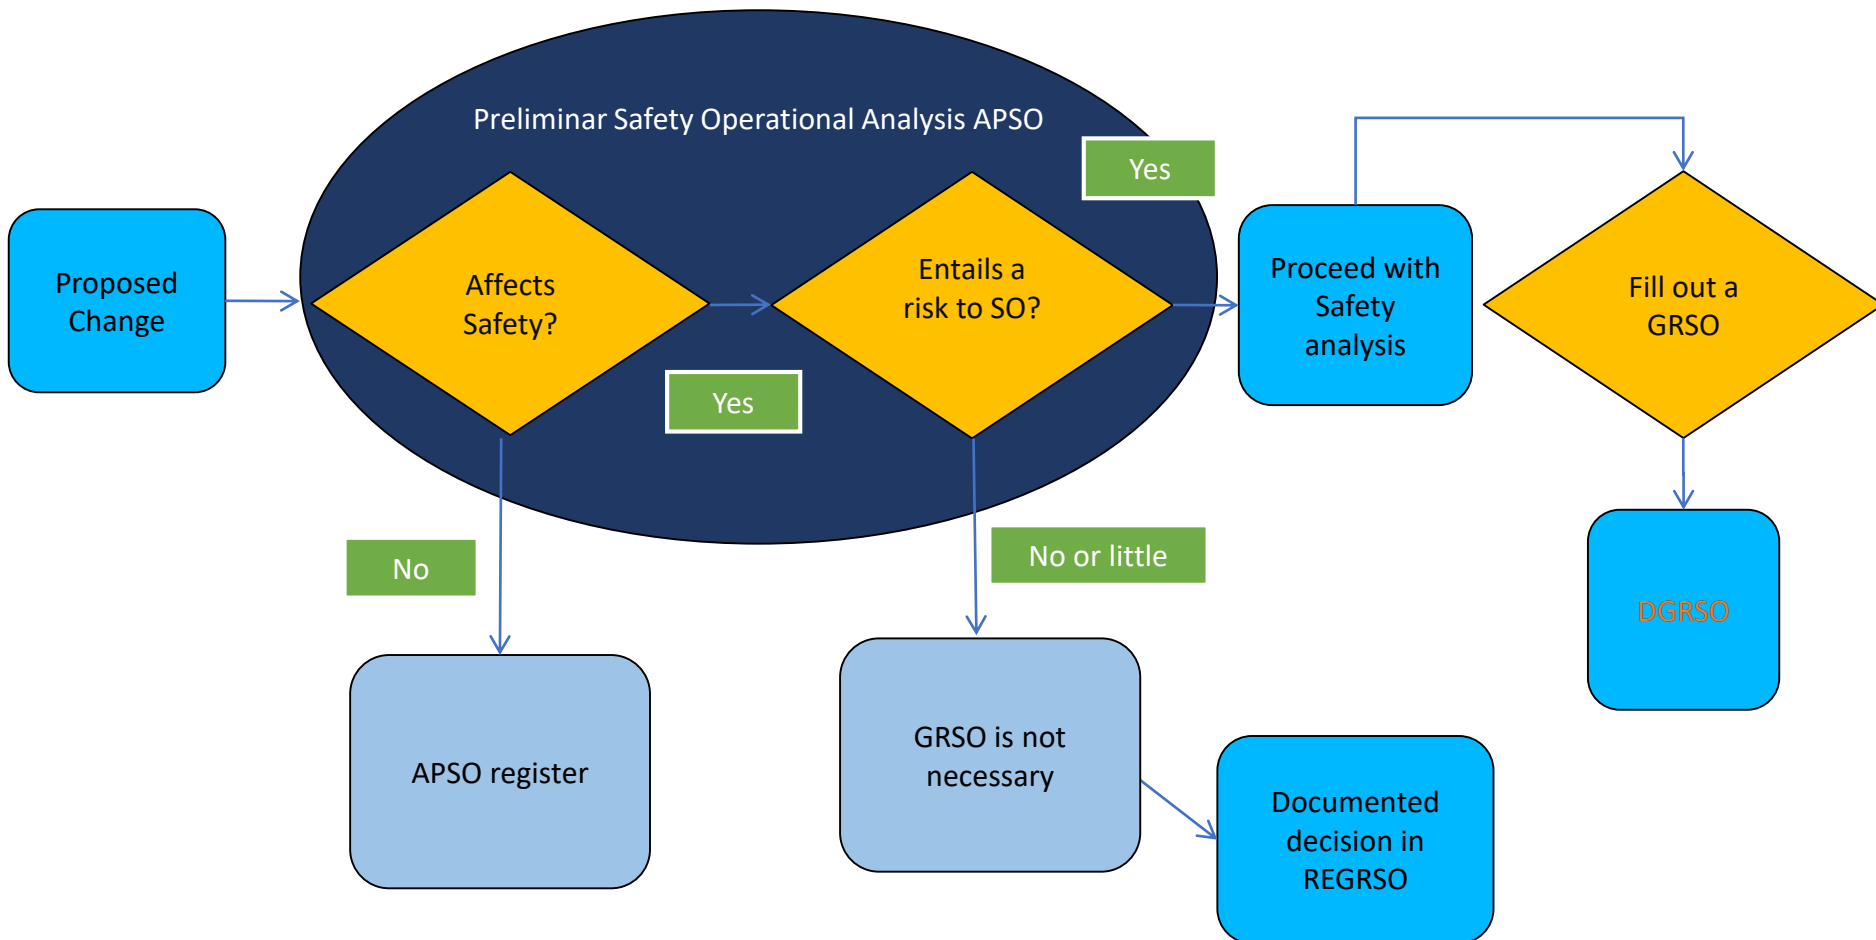 Preliminar Safety Operational Analysis APSO
Yes
Proposed
Change
Affects
Safety?
Entails a
risk to SO?
Proceed with
Safety
analysis
Fill out a
GRSO
Yes
No
No or little
DGRSO
APSO register
GRSO is not
necessary
Documented
decision in
REGRSO